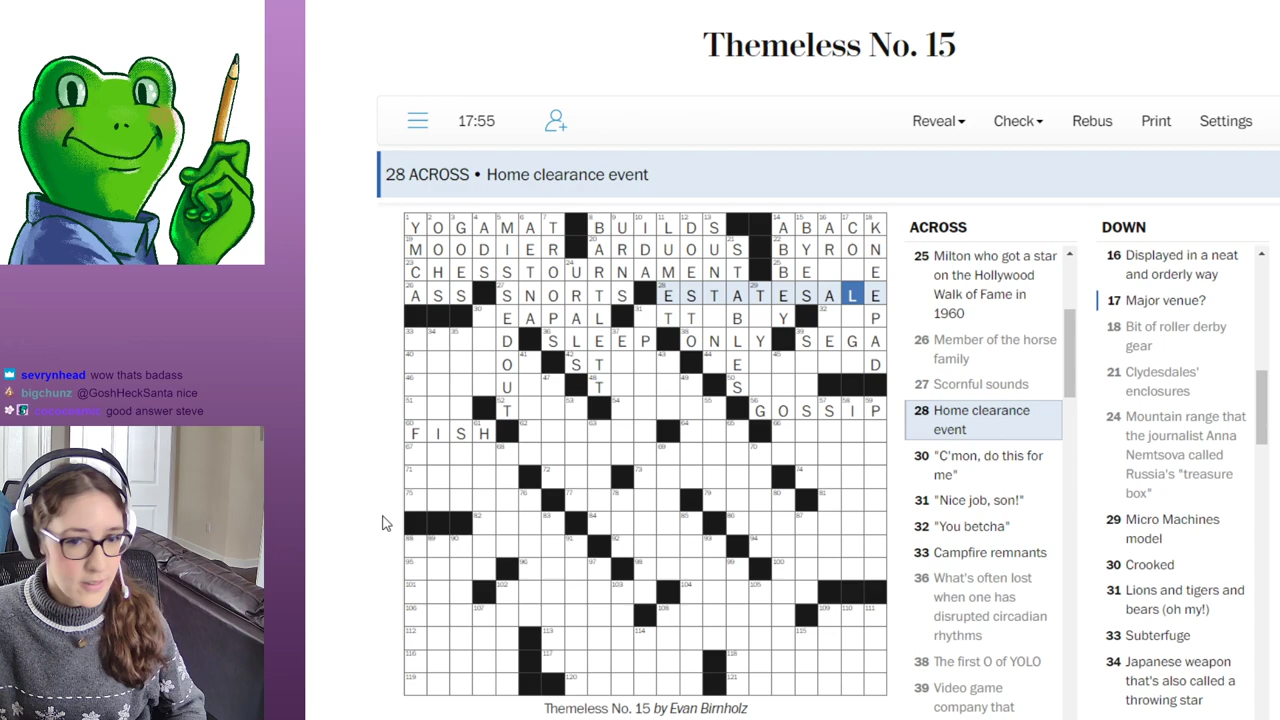 Themeless No. 15
17:55
Reveal
Check
Rebus
Print
Settings
28 ACROSS • Home clearance event
YOGAMAT BUILDS ABACK
MOODIER ARDUOUS BYRON
CHESSTOURNAMENT BE E
ASS SNORTS ESTATESALE
EAPAL TT B Y P
DO SLEEP ONLY SEGA
O ST E D
U T S
T GOSSIP
FISH
Themeless No. 15 by Evan Birnholz
ACROSS
25 Milton who got a star
on the Hollywood
Walk of Fame in
1960
26 Member of the horse
family
27 Scornful sounds
28 Home clearance
event
30 "C'mon, do this for
me"
31 "Nice job, son!"
32 "You betcha"
33 Campfire remnants
36 What's often lost
when one has
disrupted circadian
rhythms
38 The first O of YOLO
39 Video game
company that
DOWN
16 Displayed in a neat
and orderly way
17 Major venue?
18 Bit of roller derby
gear
21 Clydesdales'
enclosures
24 Mountain range that
the journalist Anna
Nemtsova called
Russia's "treasure
box"
29 Micro Machines
model
30 Crooked
31 Lions and tigers and
bears (oh my!)
33 Subterfuge
34 Japanese weapon
that's also called a
throwing star
sevrynhead wow thats badass
bigchunz @GoshHeckSanta nice
good answer steve